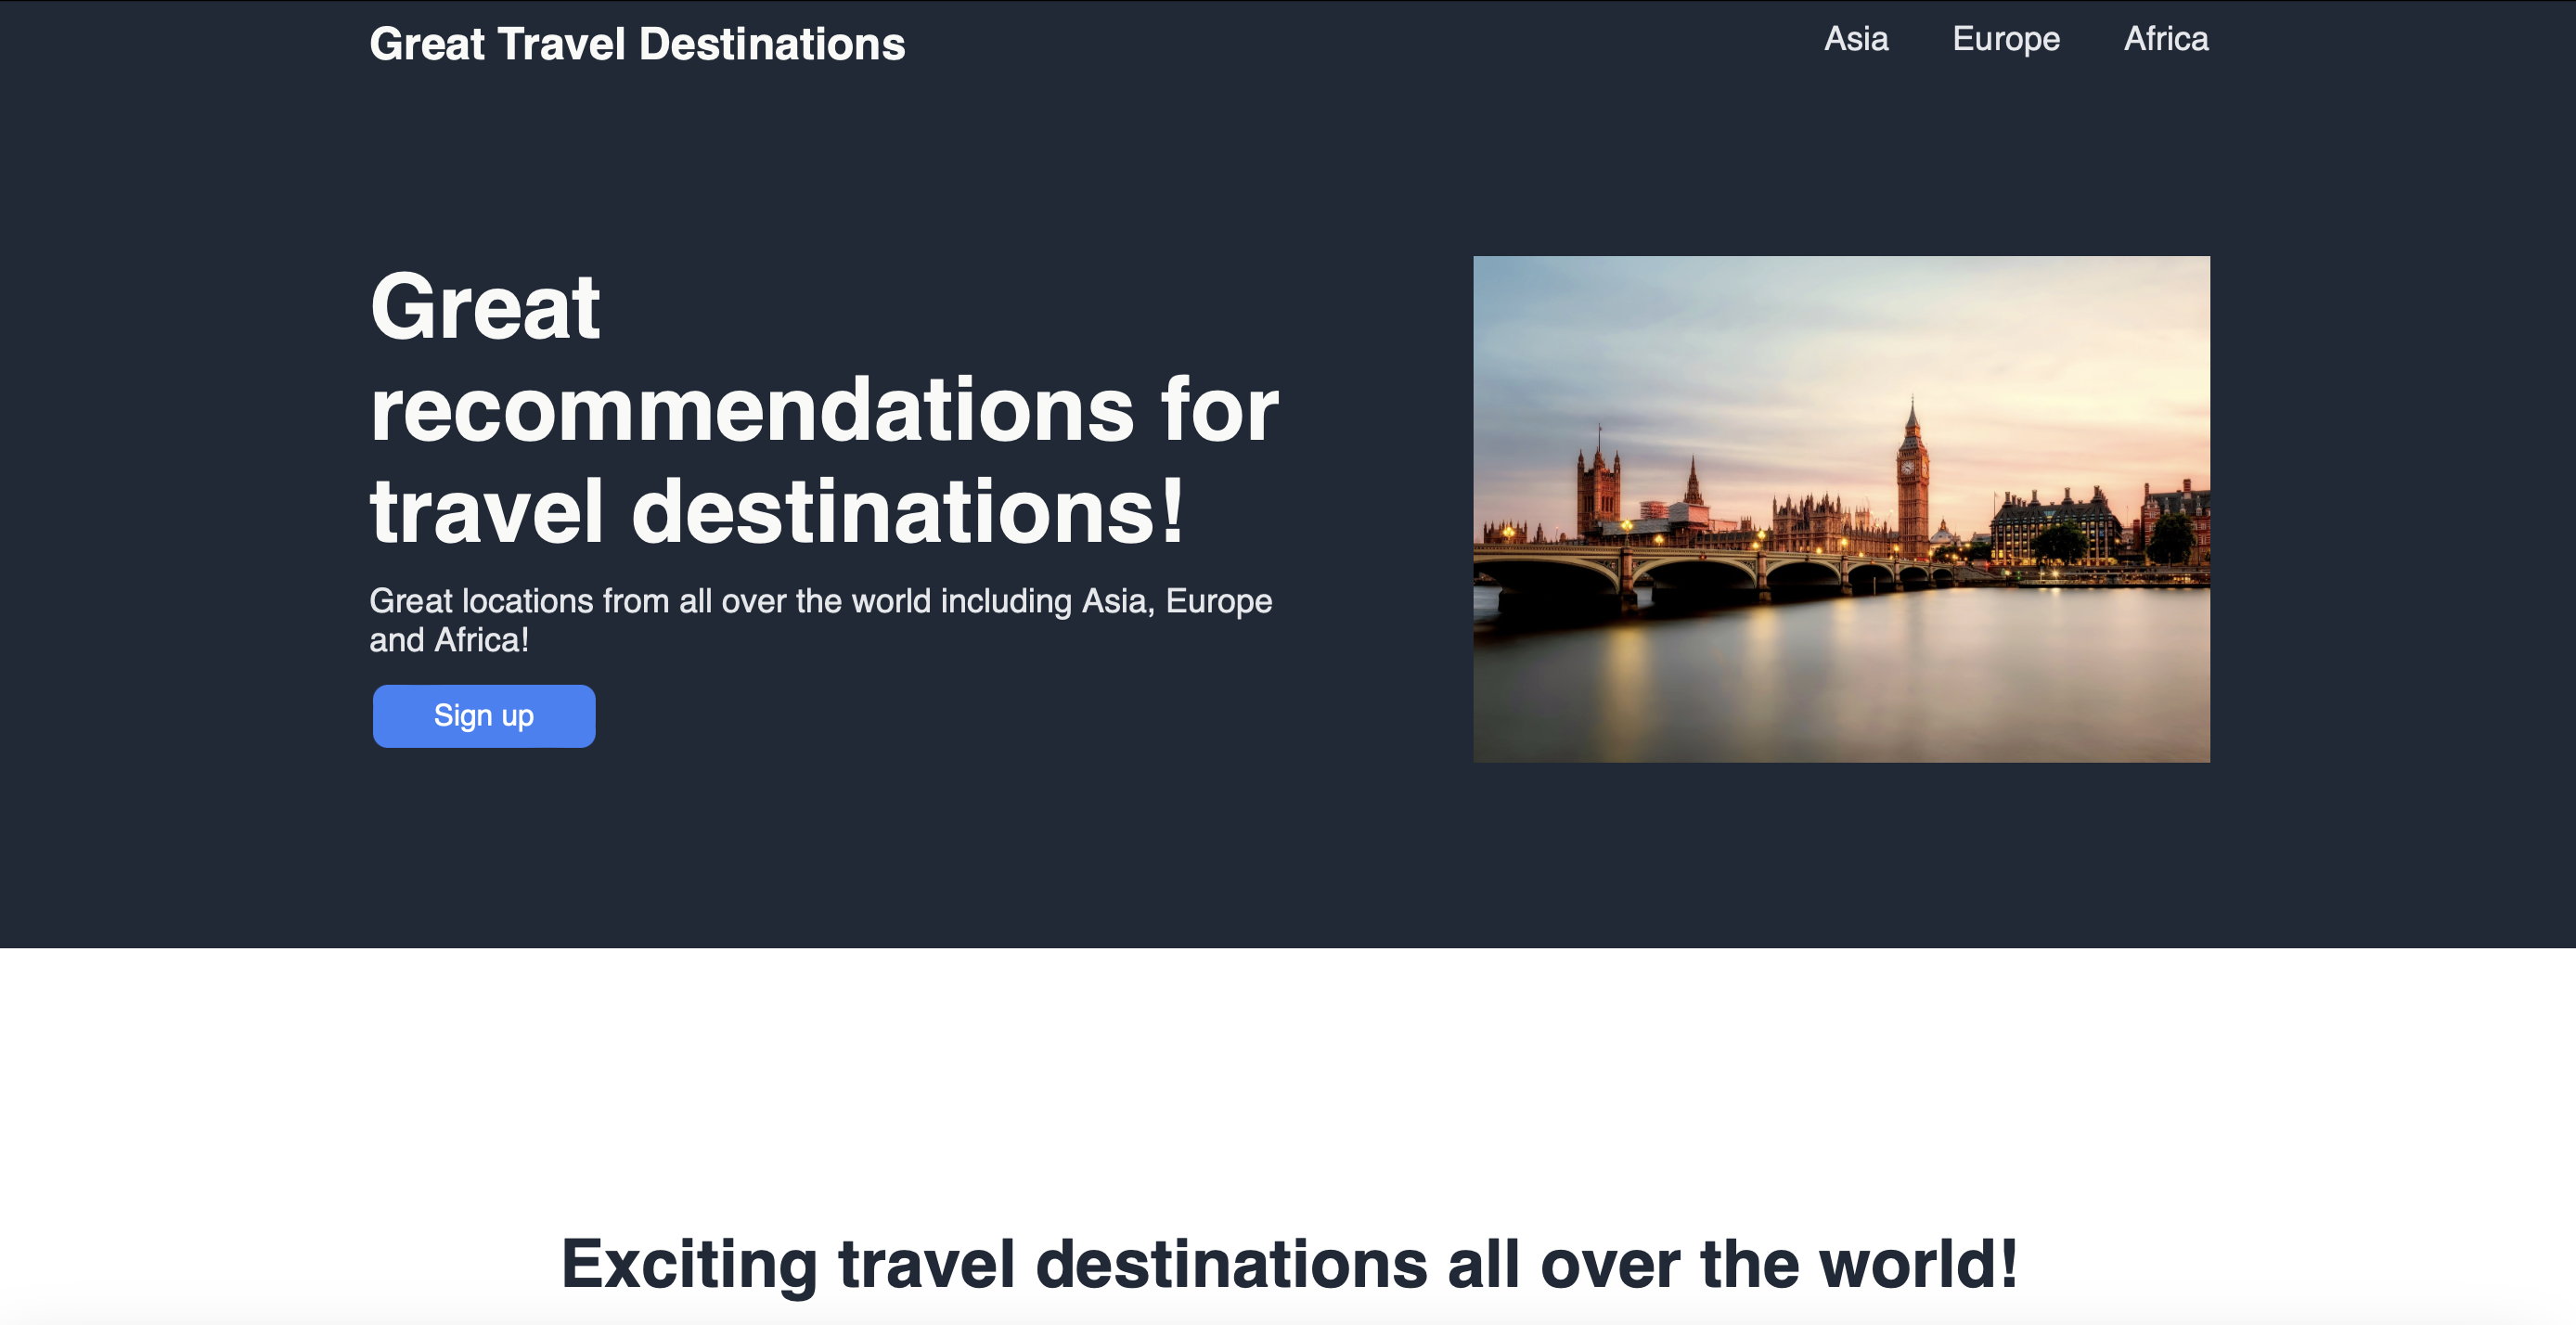 Great Travel Destinations
Asia Europe Africa
Great
recommendations for
travel destinations!
Great locations from all over the world including Asia, Europe
and Africa!
Sign up
Exciting travel destinations all over the world!